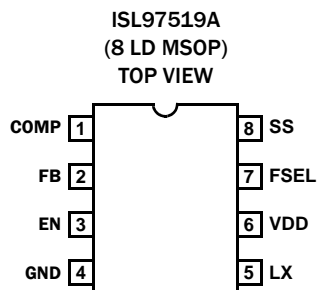 ISL97519A
(8 LD MSOP)
TOP VIEW
COMP 1 8 SS
FB 2 7 FSEL
EN 3 6 VDD
GND 4 5 LX